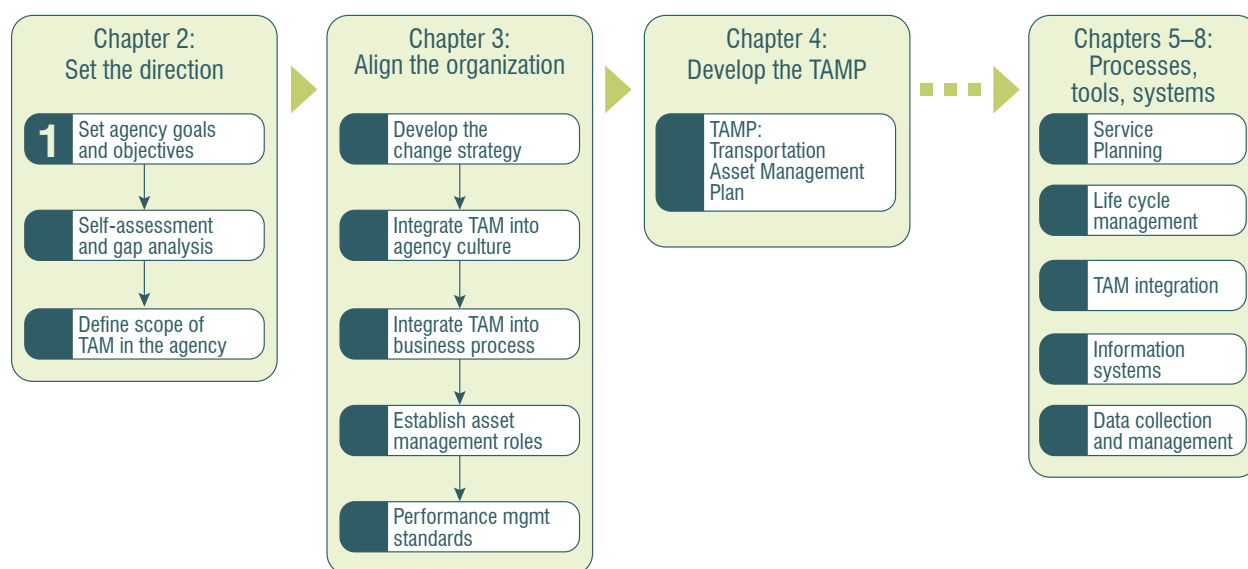 Chapter 2:
Set the direction
1
Set agency goals
and objectives
Self-assessment
and gap analysis
Define scope of
TAM in the agency
Chapter 3:
Align the organization
Develop the
change strategy
Integrate TAM into
agency culture
Integrate TAM into
business process
Establish asset
management roles
Performance mgmt
standards
Chapter 4:
Develop the TAMP
TAMP:
Transportation
Asset Management
Plan
Chapters 5–8:
Processes,
tools, systems
Service
Planning
Life cycle
management
TAM integration
Information
systems
Data collection
and management